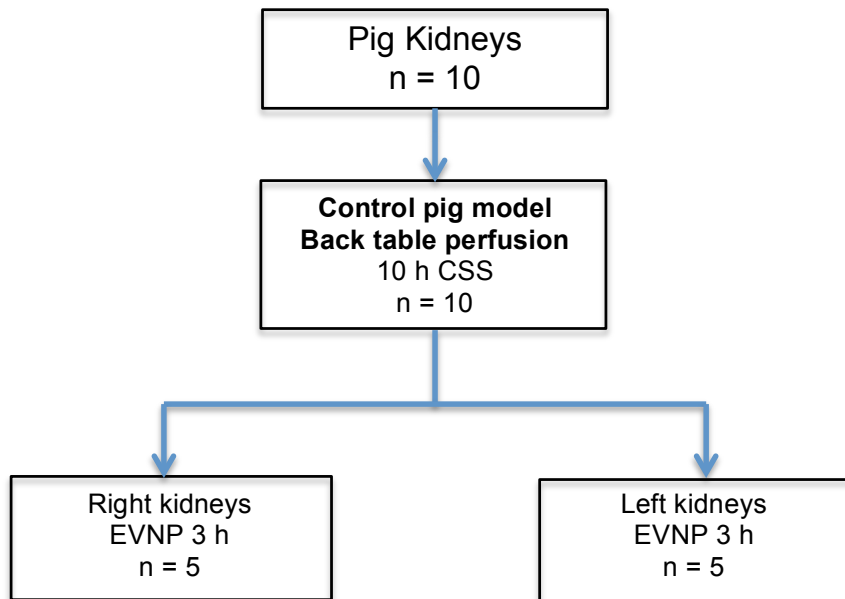 Pig Kidneys
n = 10
Control pig model
Back table perfusion
10 h CSS
n = 10
Right kidneys
EVNP 3 h
n = 5
Left kidneys
EVNP 3 h
n = 5